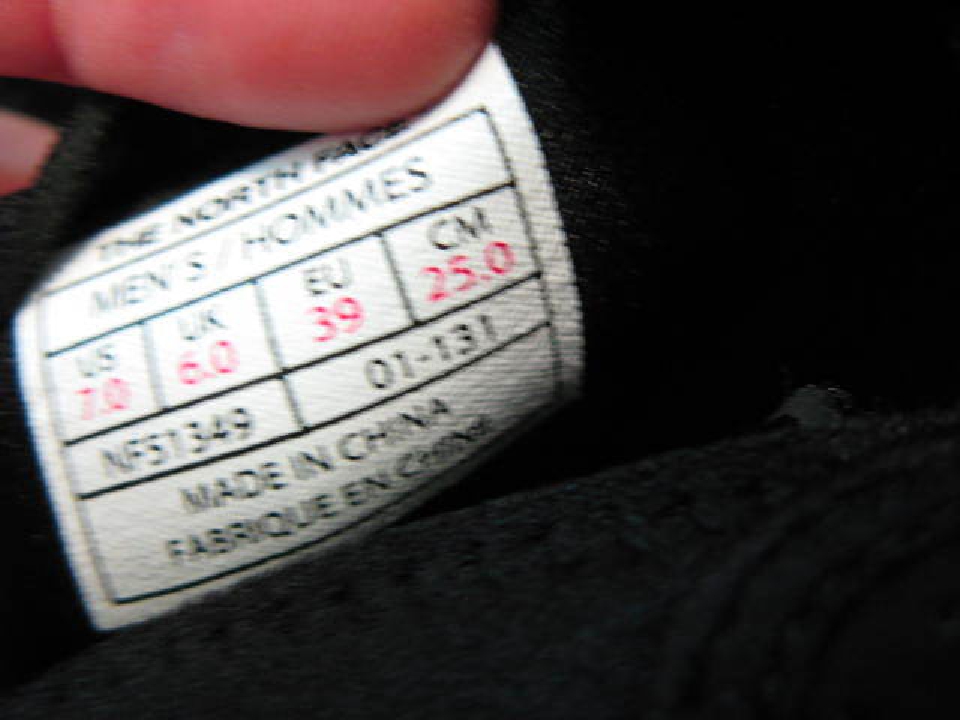 THE NORTH FACE
MEN'S / HOMMES
US UK EU CM
7.0 6.0 39 25.0
NF51349 01-131
MADE IN CHINA
FABRIQUE EN CHINE